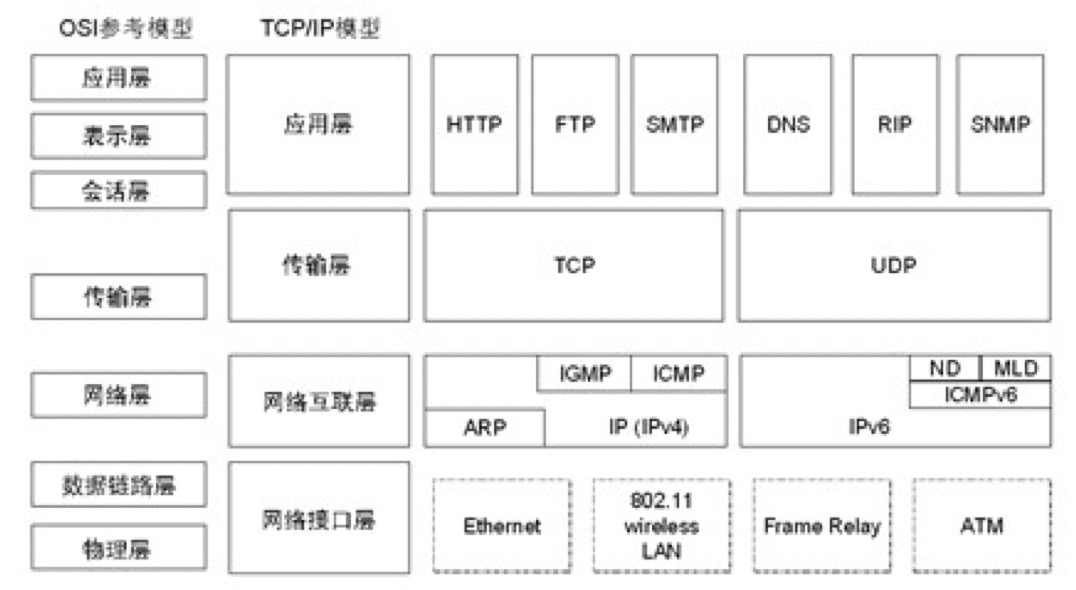 OSI参考模型
TCP/IP模型
应用层
表示层
会话层
传输层
网络层
数据链路层
物理层
应用层
传输层
网络互联层
网络接口层
HTTP
FTP
SMTP
DNS
RIP
SNMP
TCP
UDP
IGMP
ICMP
ARP
IP (IPv4)
ND
MLD
ICMPv6
IPv6
Ethernet
802.11
wireless
LAN
Frame Relay
ATM